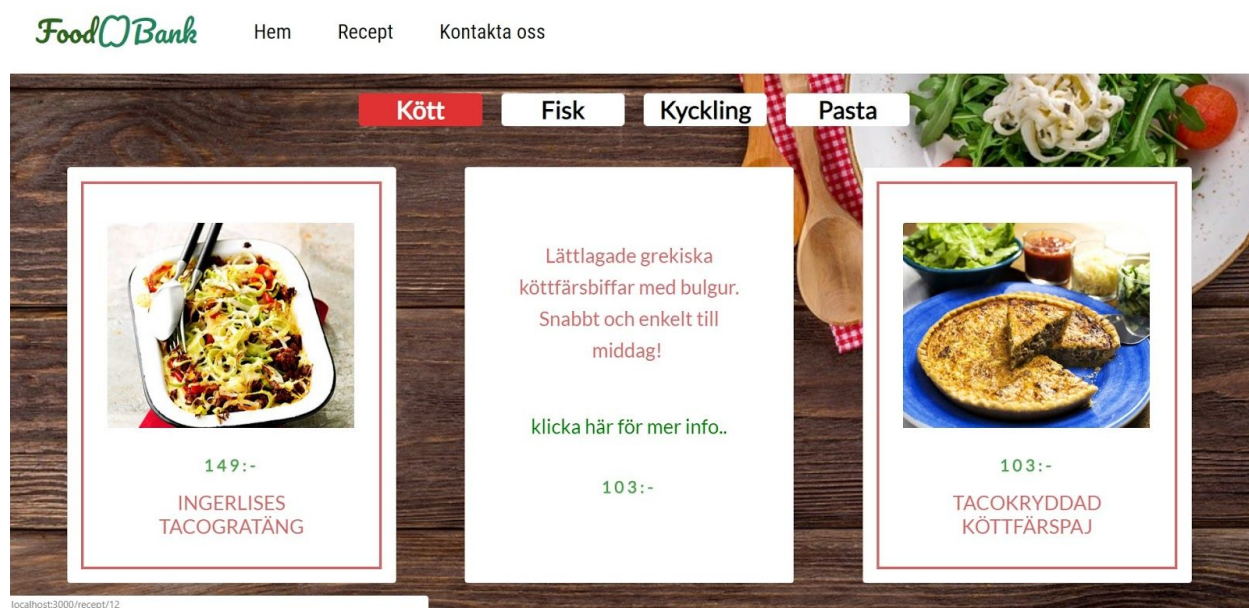 Food Bank
Hem
Recept
Kontakta oss
Kött
Fisk
Kyckling
Pasta
149:-
INGERLISES
TACOGRATÄNG
Lättlagade grekiska
köttfärsbiffar med bulgur.
Snabbt och enkelt till
middag!
klicka här för mer info..
103:-
103:-
TACOKRYDDAD
KÖTTFÄRSPAJ
localhost:3000/recept/12